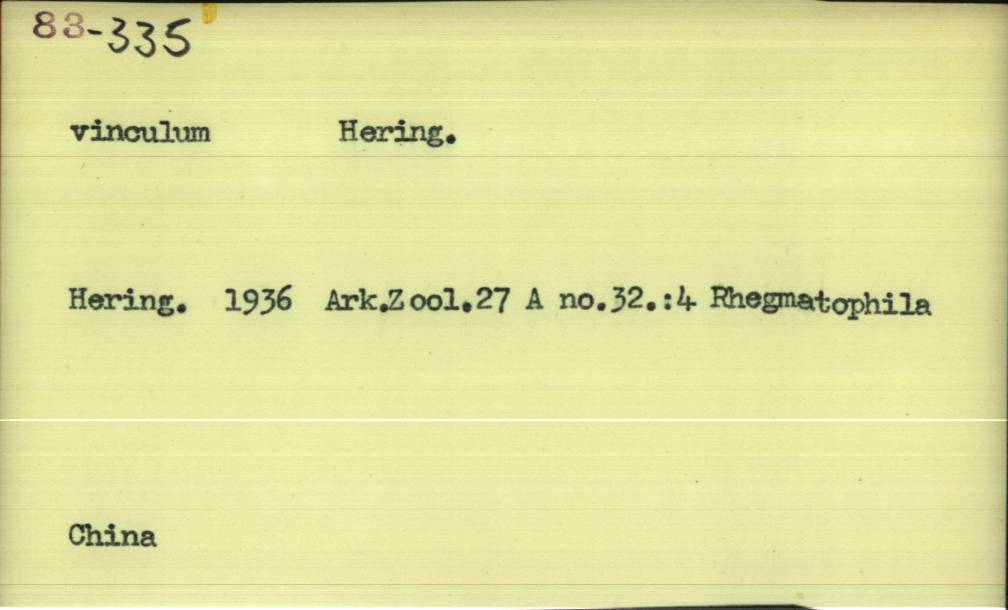 83-335
vinculum Hering.
Hering. 1936 Ark.Zool.27 A no.32.:4 Rhegmatophila
China